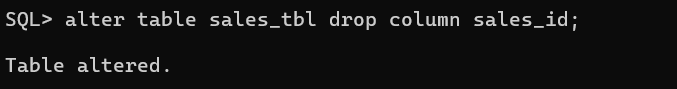 SQL> alter table sales_tbl drop column sales_id;
Table altered.